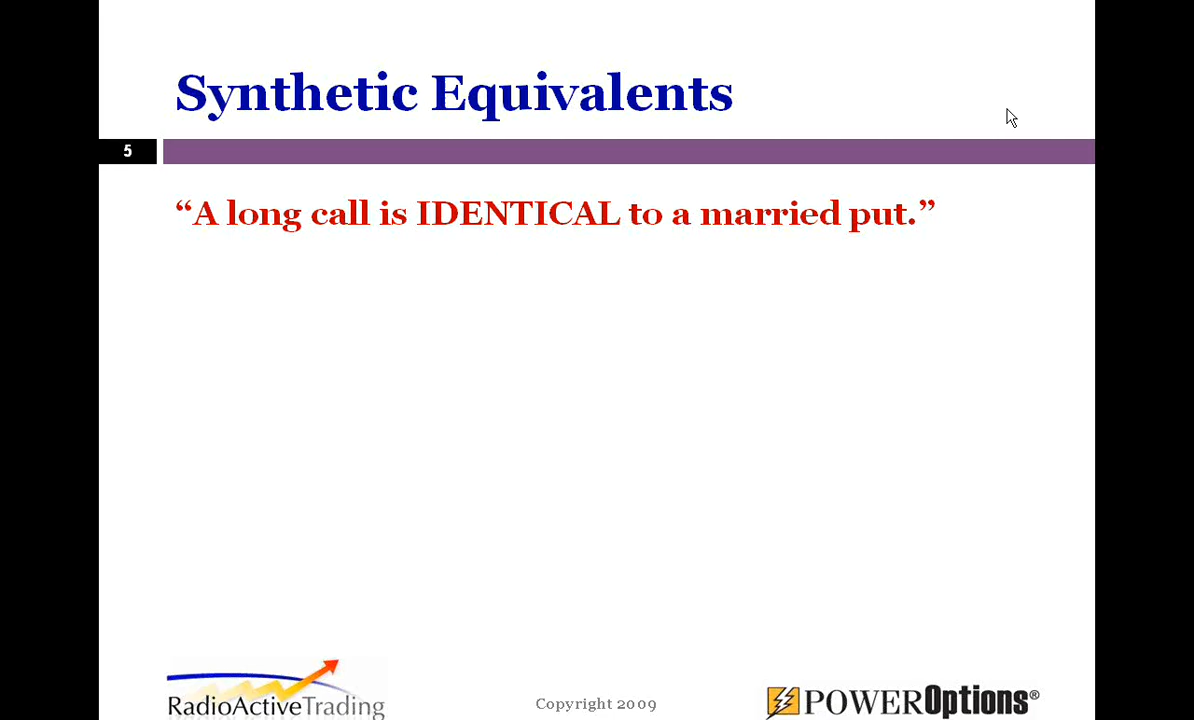 Synthetic Equivalents
5
“A long call is IDENTICAL to a married put.”
RadioActiveTrading
Copyright 2009
POWEROptions®